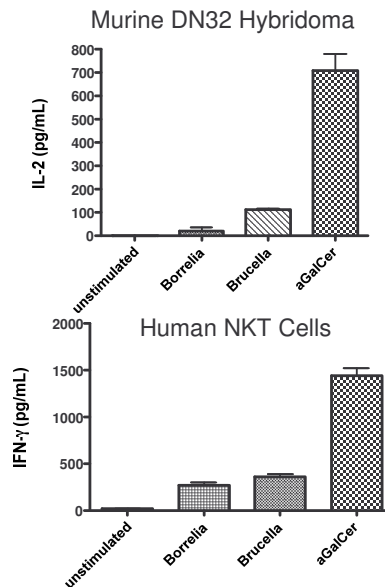 Murine DN32 Hybridoma
IL-2 (pg/mL)
800
700
600
500
400
300
200
100
0
unstimulated
Borrelia
Brucella
aGalCer
Human NKT Cells
IFN-γ (pg/mL)
2000
1500
1000
500
0
unstimulated
Borrelia
Brucella
aGalCer